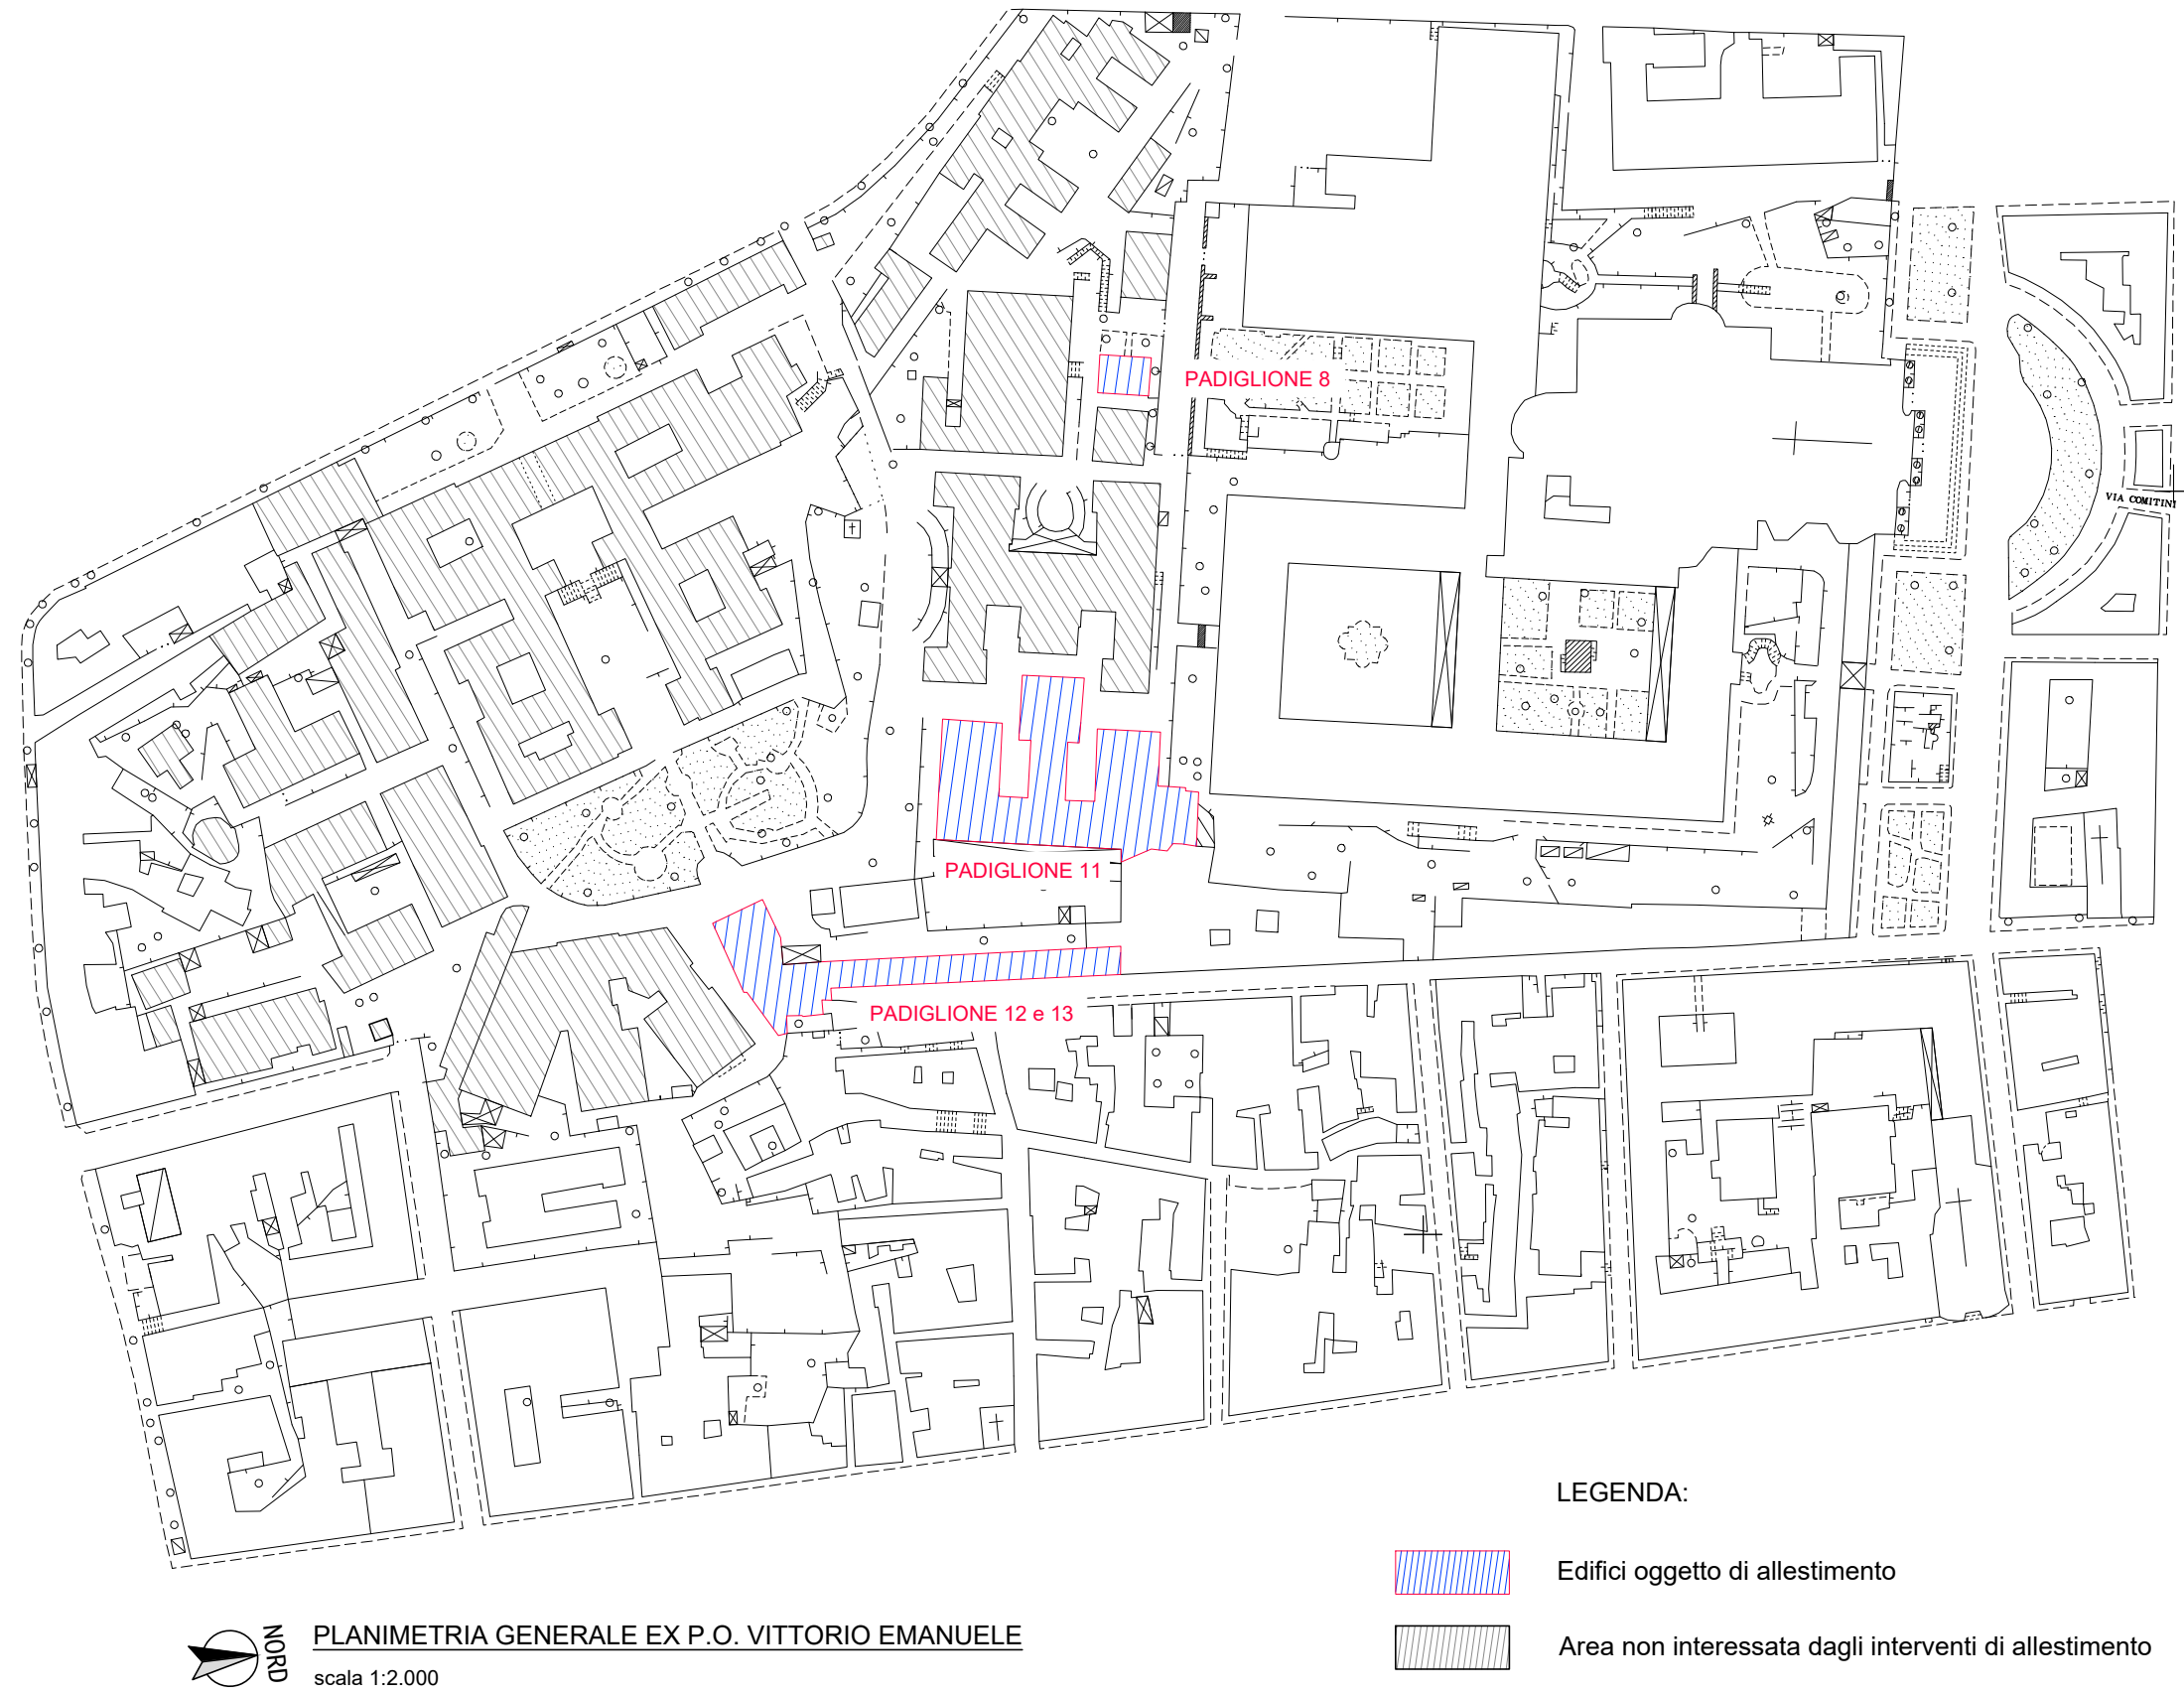 PADIGLIONE 8
VIA COMITINI
PADIGLIONE 11
PADIGLIONE 12 e 13
LEGENDA:
Edifici oggetto di allestimento
Area non interessata dagli interventi di allestimento
NORD
PLANIMETRIA GENERALE EX P.O. VITTORIO EMANUELE
scala 1:2.000